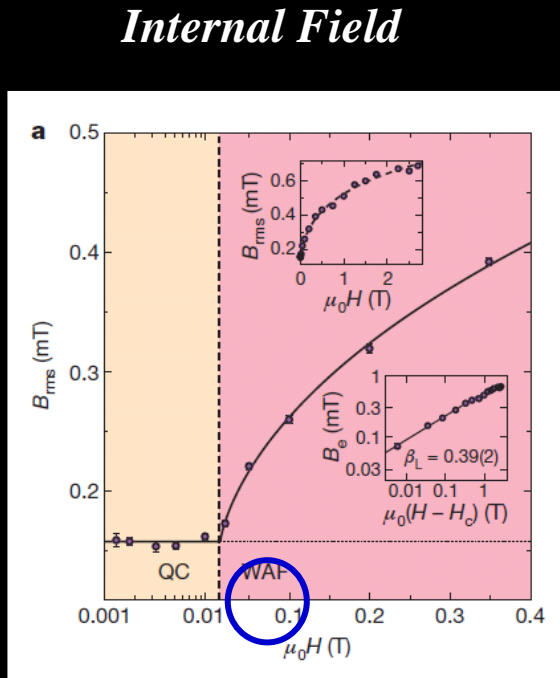 Internal Field
a
0.5
0.4
0.3
0.2
B_rms (mT)
0.6
0.4
0.2
B_rms (mT)
0 1 2
μ₀H (T)
1
0.3
0.1
0.03
B_e (mT)
β_L = 0.39(2)
0.01 0.1 1
μ₀(H − H_c) (T)
QC WAF
0.001 0.01 0.1 0.2 0.3 0.4
μ₀H (T)